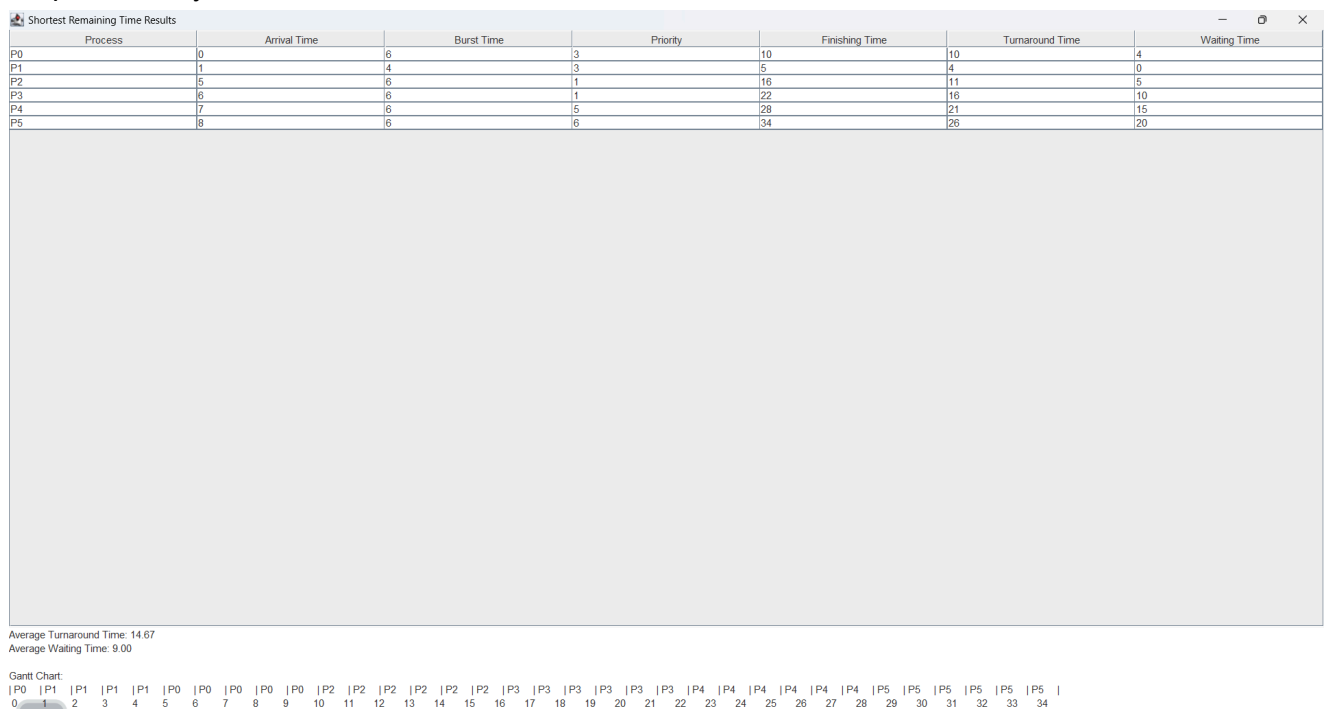 Shortest Remaining Time Results
Process Arrival Time Burst Time Priority Finishing Time Turnaround Time Waiting Time
P0 0 6 3 10 10 4
P1 1 4 3 5 4 0
P2 5 6 1 16 11 5
P3 6 6 1 22 16 10
P4 7 6 5 28 21 15
P5 8 6 6 34 26 20
Average Turnaround Time: 14.67
Average Waiting Time: 9.00
Gantt Chart:
| P0 | P1 | P1 | P1 | P1 | P0 | P0 | P0 | P0 | P0 | P2 | P2 | P2 | P2 | P2 | P2 | P3 | P3 | P3 | P3 | P3 | P3 | P4 | P4 | P4 | P4 | P4 | P4 | P5 | P5 | P5 | P5 | P5 | P5 |
0 1 2 3 4 5 6 7 8 9 10 11 12 13 14 15 16 17 18 19 20 21 22 23 24 25 26 27 28 29 30 31 32 33 34